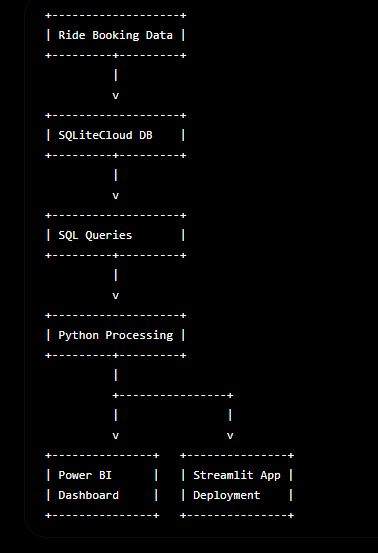 +-------------------+
| Ride Booking Data |
+---------+---------+
          |
          v
+-------------------+
| SQLiteCloud DB    |
+---------+---------+
          |
          v
+-------------------+
| SQL Queries       |
+---------+---------+
          |
          v
+-------------------+
| Python Processing |
+---------+---------+
          |
          +----------------+
          |                |
          v                v
+---------------+   +---------------+
| Power BI      |   | Streamlit App |
| Dashboard     |   | Deployment    |
+---------------+   +---------------+